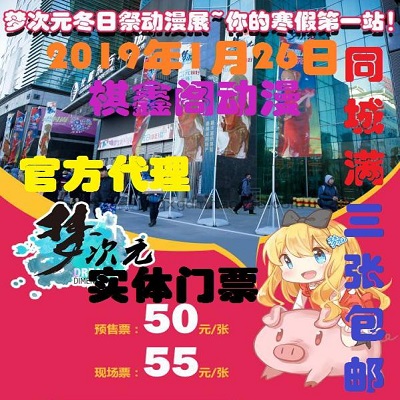 梦次元冬日祭动漫展~你的寒假第一站!
2019年1月26日
祺鑫阁动漫
官方代理
同城满三张包邮
梦次元
实体门票
预售票:50元/张
现场票:55元/张